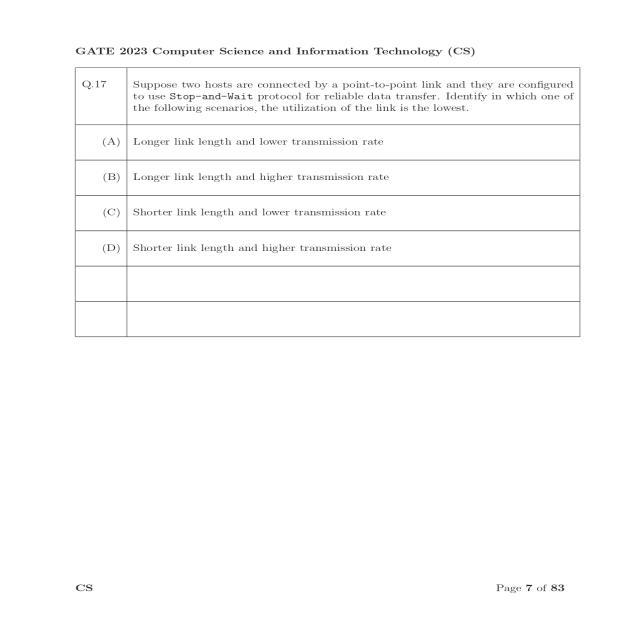 GATE 2023 Computer Science and Information Technology (CS)
Q.17 Suppose two hosts are connected by a point-to-point link and they are configured
to use Stop-and-Wait protocol for reliable data transfer. Identify in which one of
the following scenarios, the utilization of the link is the lowest.
(A) Longer link length and lower transmission rate
(B) Longer link length and higher transmission rate
(C) Shorter link length and lower transmission rate
(D) Shorter link length and higher transmission rate
CS Page 7 of 83